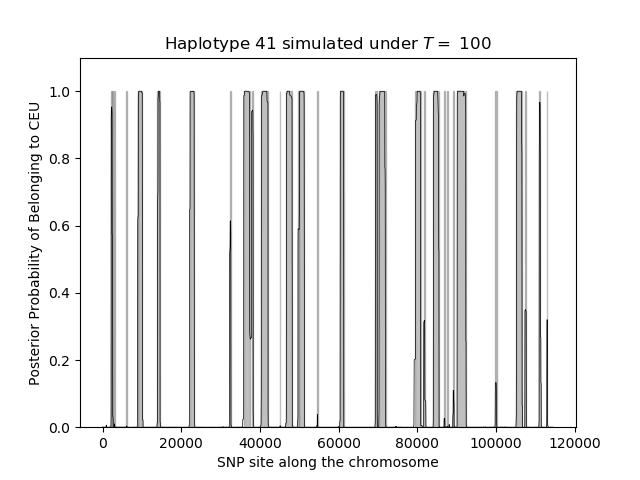 Haplotype 41 simulated under T = 100
Posterior Probability of Belonging to CEU
1.0
0.8
0.6
0.4
0.2
0.0
0 20000 40000 60000 80000 100000 120000
SNP site along the chromosome